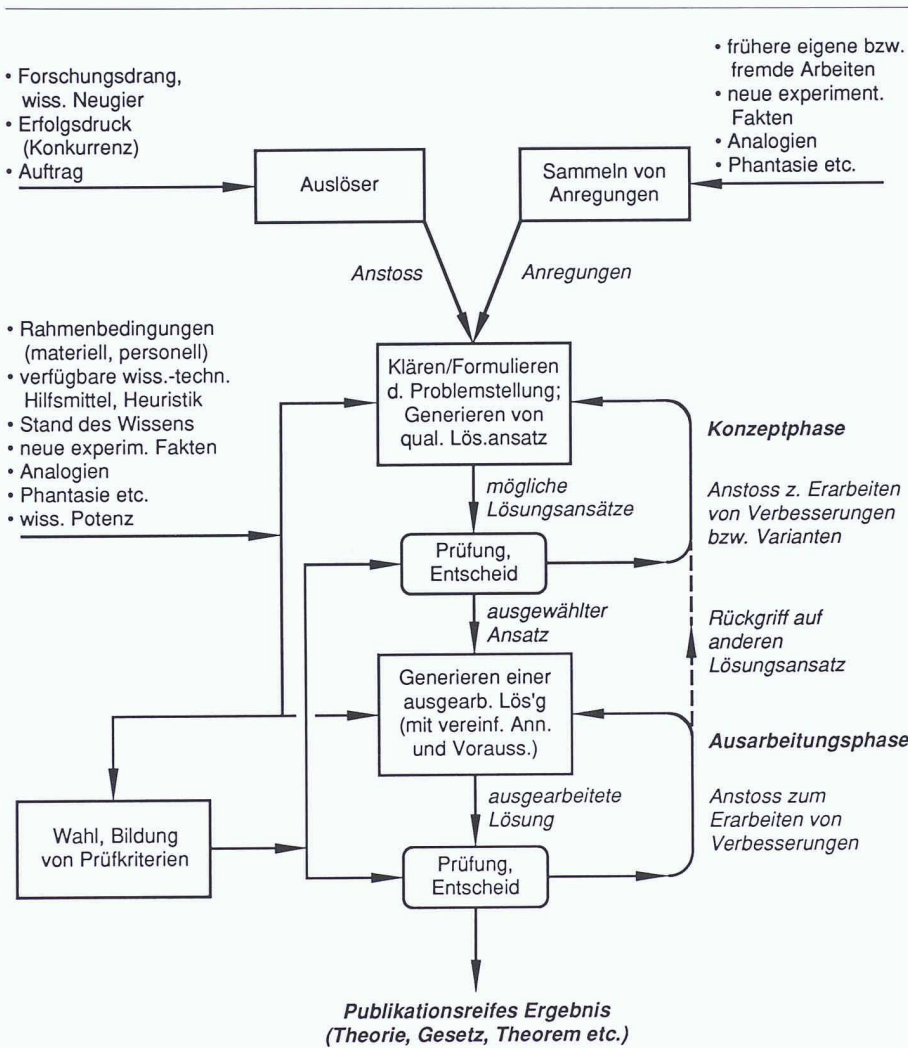 • Forschungsdrang,
wiss. Neugier
• Erfolgsdruck
(Konkurrenz)
• Auftrag
Auslöser
Sammeln von
Anregungen
• frühere eigene bzw.
fremde Arbeiten
• neue experiment.
Fakten
• Analogien
• Phantasie etc.
Anstoss
Anregungen
• Rahmenbedingungen
(materiell, personell)
• verfügbare wiss.-techn.
Hilfsmittel, Heuristik
• Stand des Wissens
• neue experim. Fakten
• Analogien
• Phantasie etc.
• wiss. Potenz
Klären/Formulieren
d. Problemstellung;
Generieren von
qual. Lös.ansatz
Konzeptphase
mögliche
Lösungsansätze
Anstoss z. Erarbeiten
von Verbesserungen
bzw. Varianten
Prüfung,
Entscheid
ausgewählter
Ansatz
Rückgriff auf
anderen
Lösungsansatz
Generieren einer
ausgearb. Lös'g
(mit vereinf. Ann.
und Vorauss.)
Ausarbeitungsphase
ausgearbeitete
Lösung
Anstoss zum
Erarbeiten von
Verbesserungen
Wahl, Bildung
von Prüfkriterien
Prüfung,
Entscheid
Publikationsreifes Ergebnis
(Theorie, Gesetz, Theorem etc.)